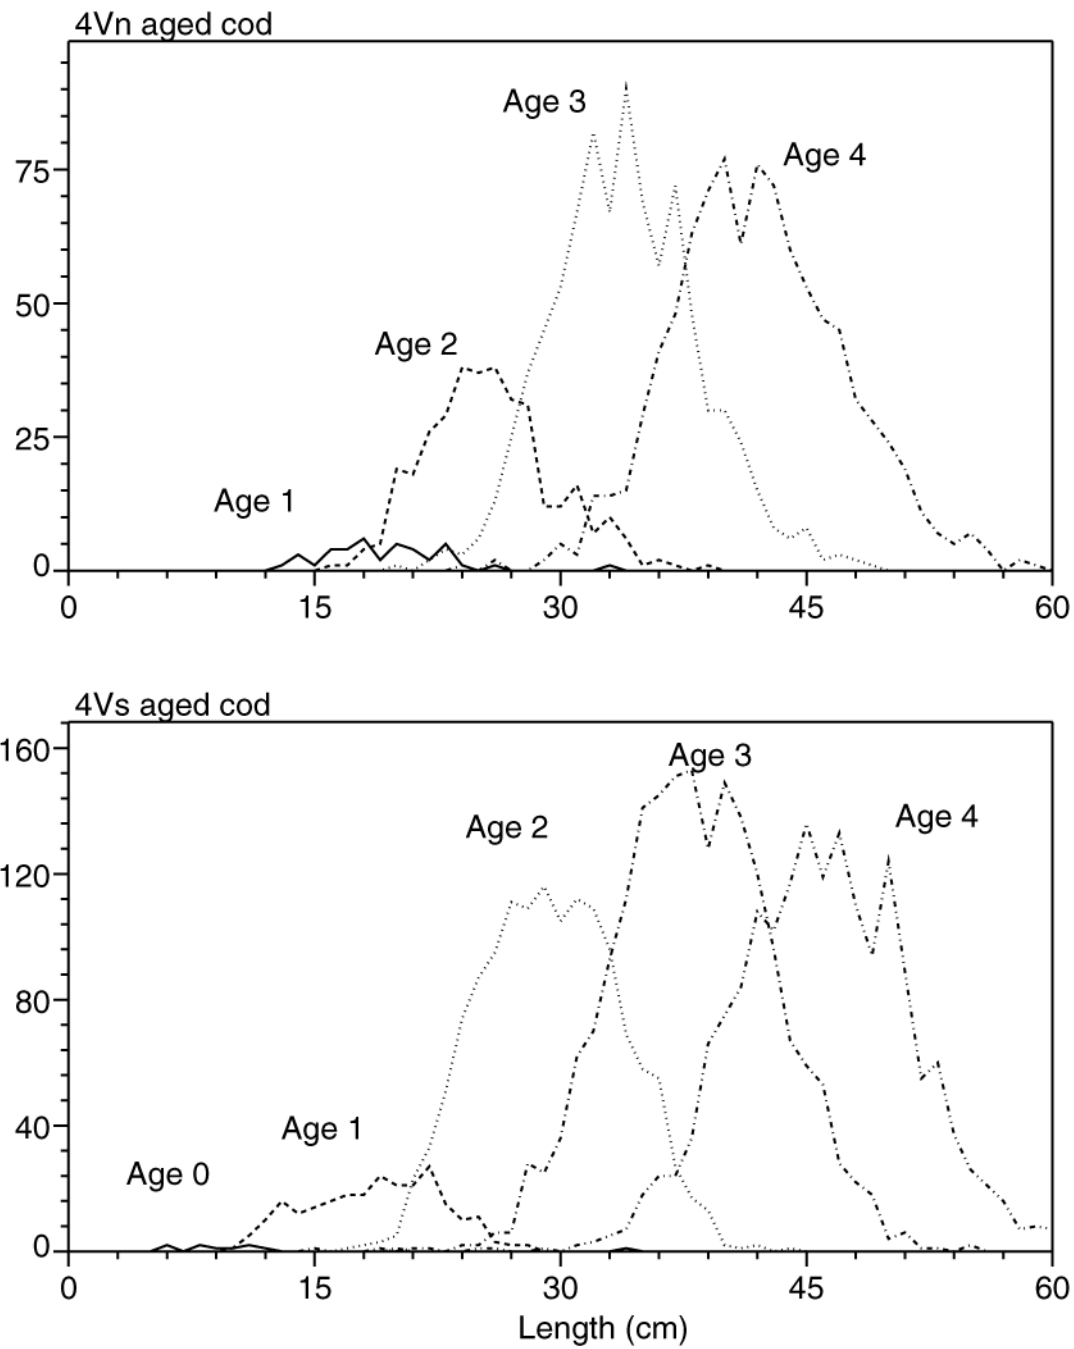 4Vn aged cod
Age 3
Age 4
75
50
Age 2
25
Age 1
0
0 15 30 45 60
4Vs aged cod
160
Age 3
Age 2
Age 4
120
80
40
Age 1
Age 0
0
0 15 30 45 60
Length (cm)